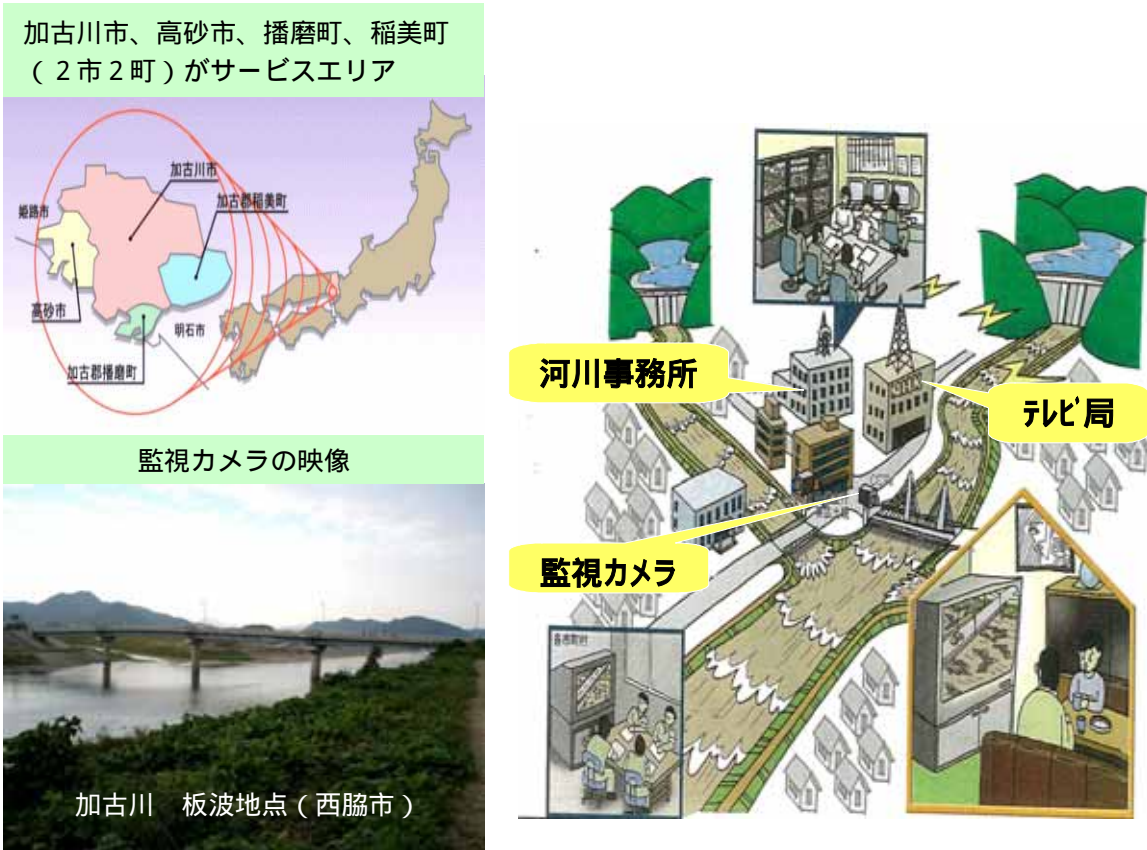 加古川市、高砂市、播磨町、稲美町
（２市２町）がサービスエリア
加古川市
加古郡稲美町
姫路市
高砂市
明石市
加古郡播磨町
監視カメラの映像
加古川　板波地点（西脇市）
河川事務所
テレビ局
監視カメラ
各市町村